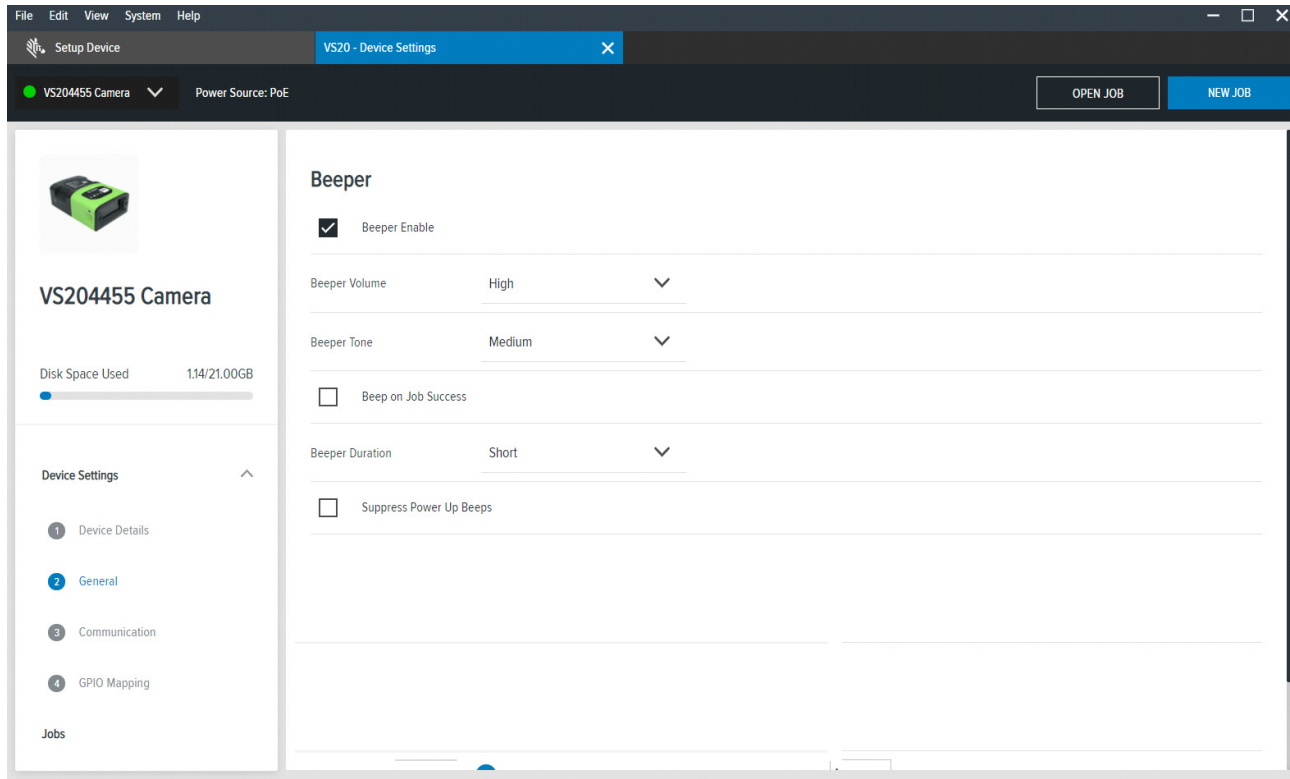 File Edit View System Help
Setup Device VS20 - Device Settings
VS204455 Camera Power Source: PoE OPEN JOB NEW JOB
VS204455 Camera
Disk Space Used 1.14/21.00GB
Device Settings
1 Device Details
2 General
3 Communication
4 GPIO Mapping
Jobs
Beeper
Beeper Enable
Beeper Volume High
Beeper Tone Medium
Beep on Job Success
Beeper Duration Short
Suppress Power Up Beeps